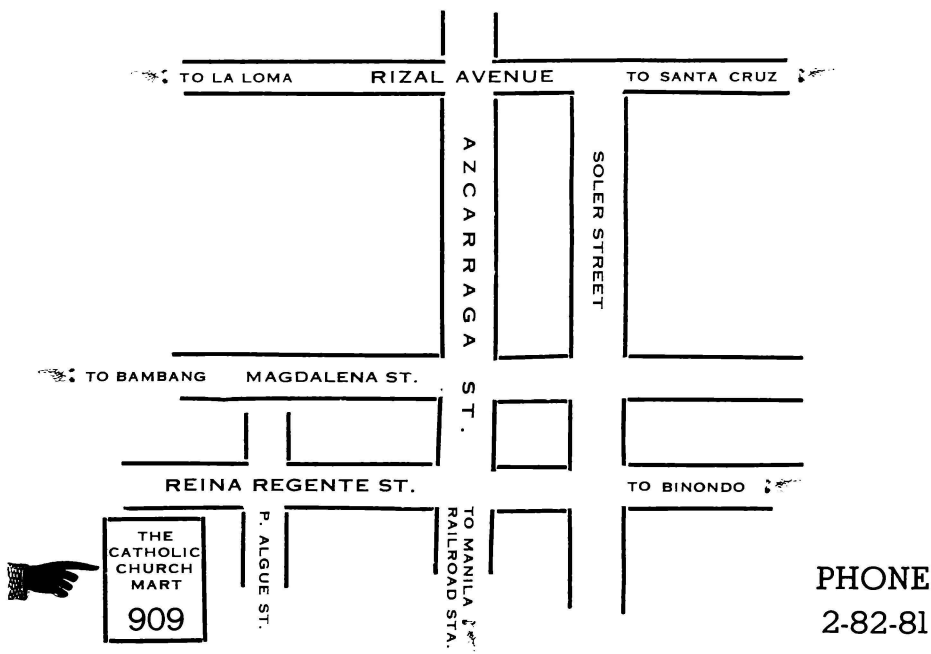 TO LA LOMA
RIZAL AVENUE
TO SANTA CRUZ
AZCARRAGA ST.
SOLER STREET
TO BAMBANG
MAGDALENA ST.
REINA REGENTE ST.
TO BINONDO
THE
CATHOLIC
CHURCH
MART
909
P. ALGUE ST.
TO MANILA
RAILROAD STA.
PHONE
2-82-81